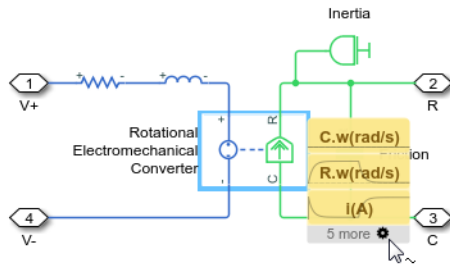 Inertia
1
V+
+
-
+
-
2
R
Rotational
Electromechanical
Converter
+
R
-
C
C.w(rad/s)
R.w(rad/s)
i(A)
5 more
4
V-
3
C